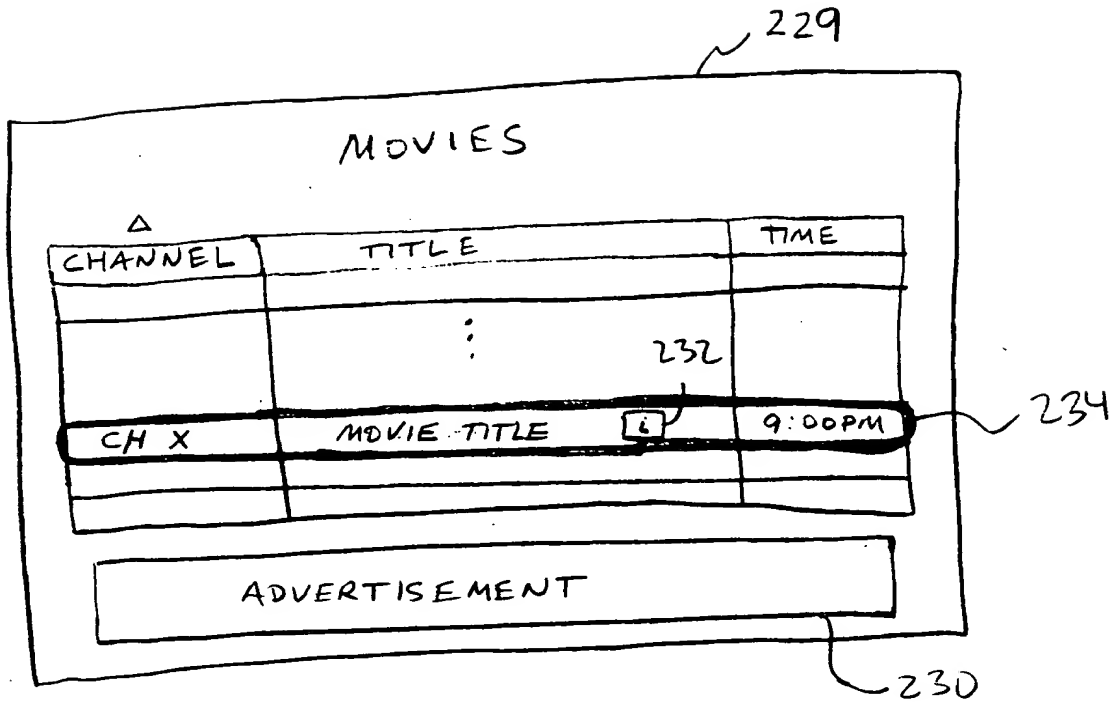 229
MOVIES
CHANNEL TITLE TIME
232
CH X MOVIE TITLE i 9:00PM
234
ADVERTISEMENT
230